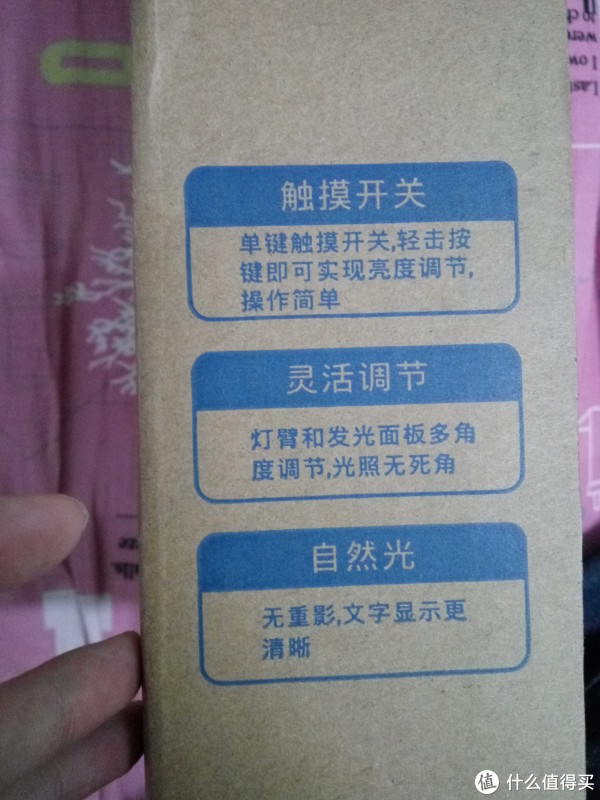 触摸开关
单键触摸开关,轻击按
键即可实现亮度调节,
操作简单
灵活调节
灯臂和发光面板多角
度调节,光照无死角
自然光
无重影,文字显示更
清晰
值 什么值得买